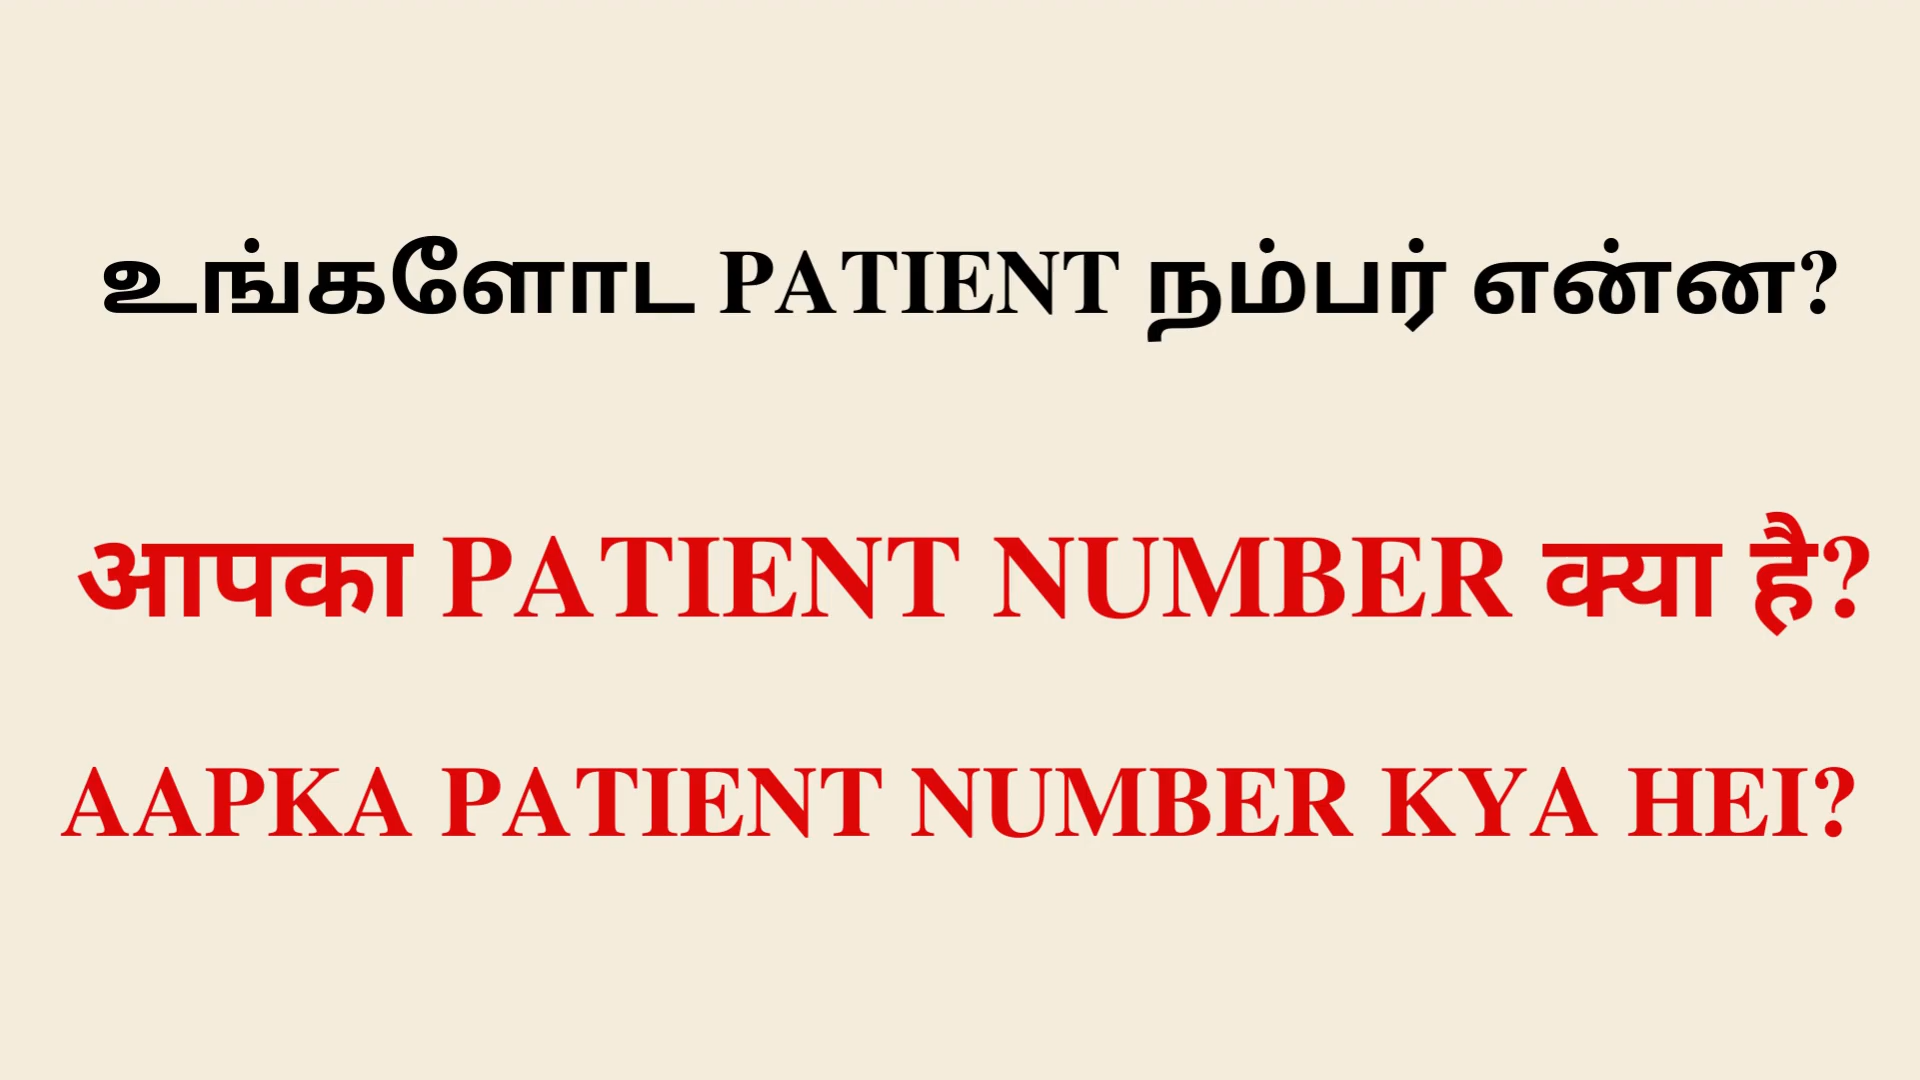 உங்களோட PATIENT நம்பர் என்ன?
आपका PATIENT NUMBER क्या है?
AAPKA PATIENT NUMBER KYA HEI?